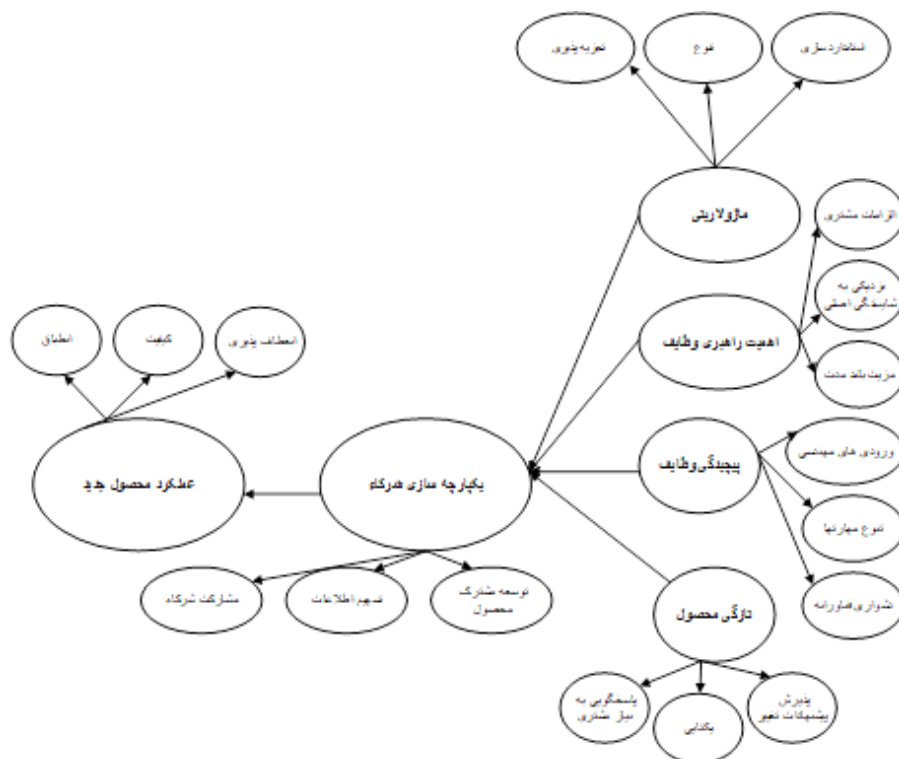 استانداردسازی
تنوع
تجزیه پذیری
ماژولاریتی
الزامات مشتری
نزدیکی به
شایستگی اصلی
مزیت بلند مدت
اهمیت راهبری وظایف
انعطاف پذیری
کیفیت
انطباق
ورودی های مهندسی
تنوع مهارتها
دشواری فناورانه
پیچیدگی وظایف
یکپارچه سازی شرکاء
عملکرد محصول جدید
توسعه مشترک
محصول
تسهیم اطلاعات
مشارکت شرکاء
تازگی محصول
پذیرش
پیشنهادات تغییر
یکتایی
پاسخگویی به
نیاز مشتری